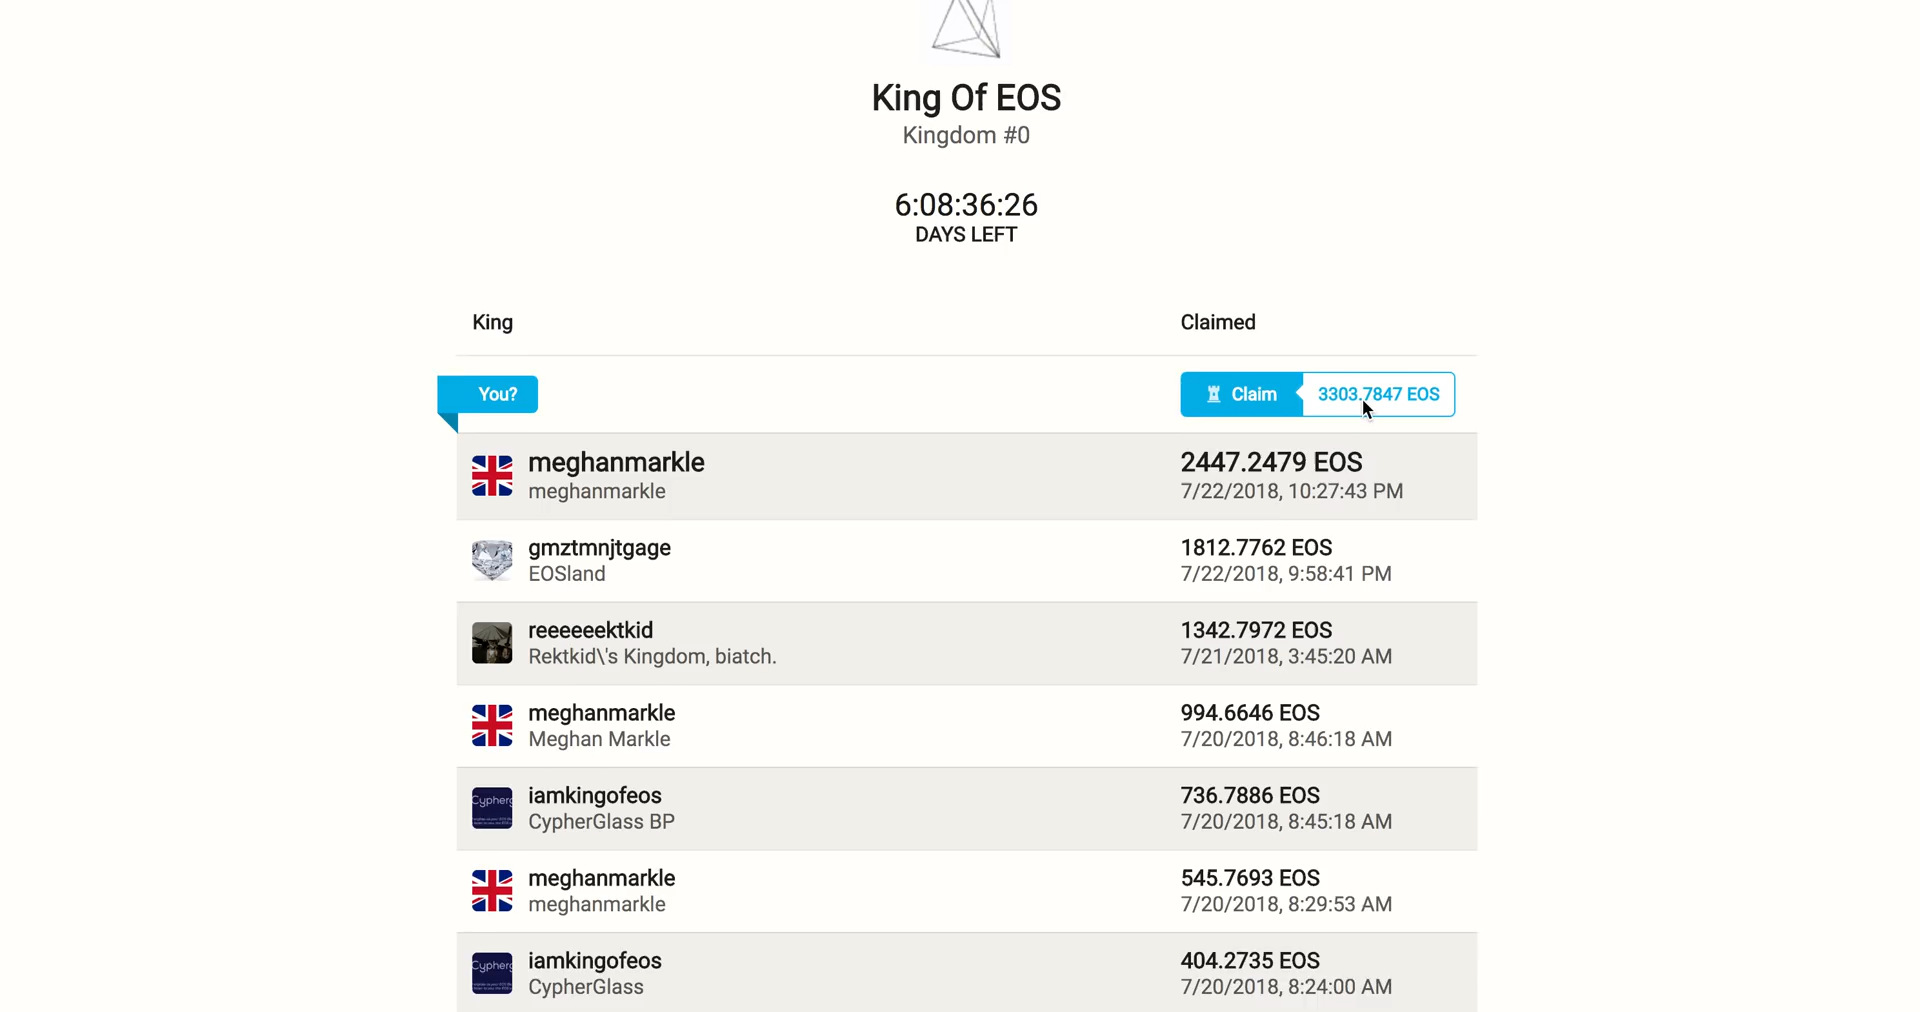 King Of EOS
Kingdom #0
6:08:36:26
DAYS LEFT
King Claimed
You? Claim 3303.7847 EOS
meghanmarkle 2447.2479 EOS
meghanmarkle 7/22/2018, 10:27:43 PM
gmztmnjtgage 1812.7762 EOS
EOSland 7/22/2018, 9:58:41 PM
reeeeeektkid 1342.7972 EOS
Rektkid\'s Kingdom, biatch. 7/21/2018, 3:45:20 AM
meghanmarkle 994.6646 EOS
Meghan Markle 7/20/2018, 8:46:18 AM
Cypherg
iamkingofeos 736.7886 EOS
CypherGlass BP 7/20/2018, 8:45:18 AM
meghanmarkle 545.7693 EOS
meghanmarkle 7/20/2018, 8:29:53 AM
Cypherg
iamkingofeos 404.2735 EOS
CypherGlass 7/20/2018, 8:24:00 AM